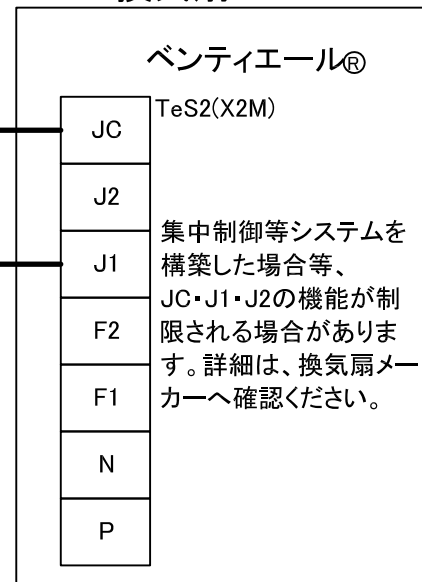 ベンティエール®
TeS2(X2M)
JC
J2
J1
F2
F1
N
P
集中制御等システムを
構築した場合等、
JC・J1・J2の機能が制
限される場合がありま
す。詳細は、換気扇メー
カーへ確認ください。